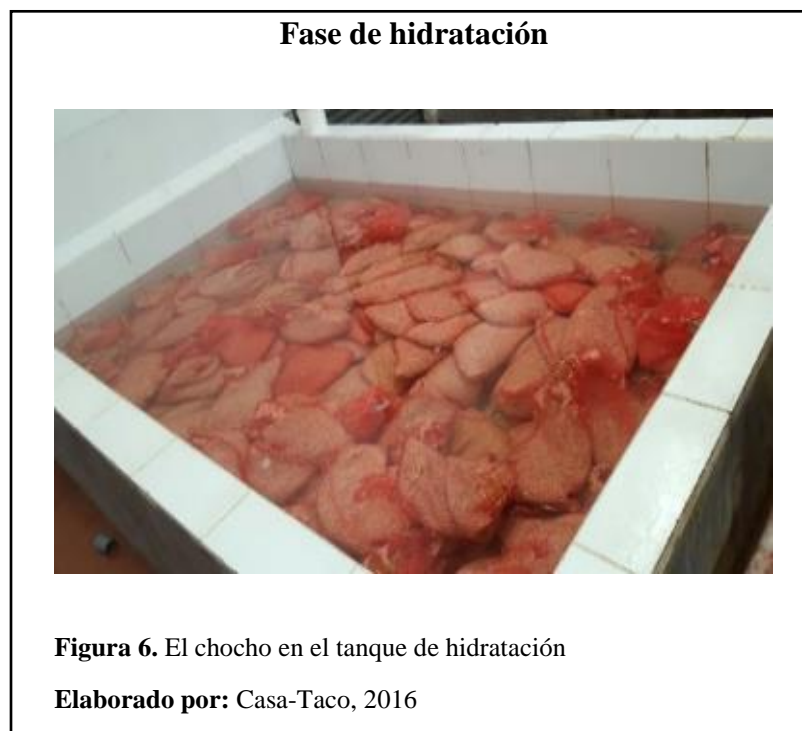 Fase de hidratación
Figura 6. El chocho en el tanque de hidratación
Elaborado por: Casa-Taco, 2016